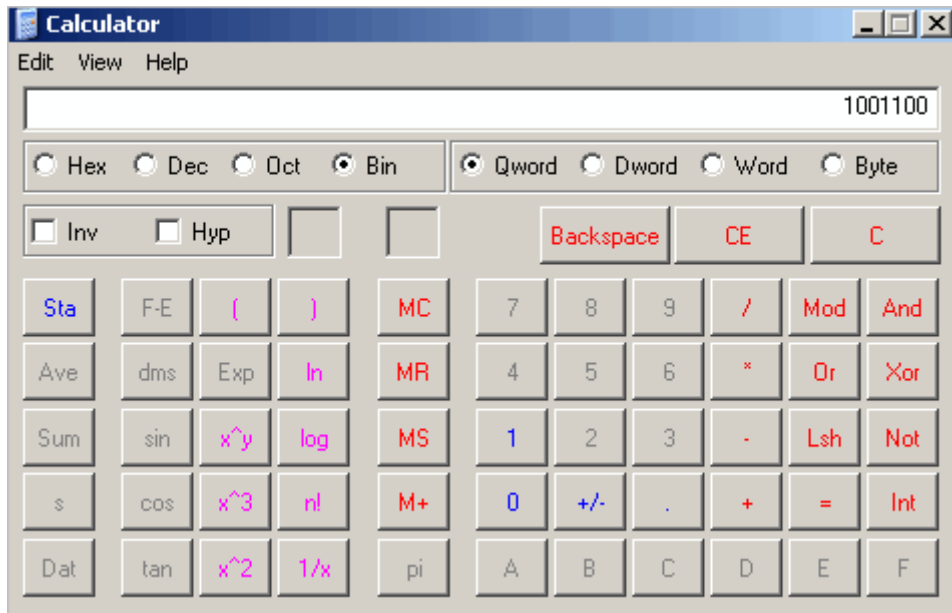 Calculator
Edit View Help
1001100
Hex Dec Oct Bin Qword Dword Word Byte
Inv Hyp Backspace CE C
Sta F-E ( ) MC 7 8 9 / Mod And
Ave dms Exp ln MR 4 5 6 * Or Xor
Sum sin x^y log MS 1 2 3 - Lsh Not
s cos x^3 n! M+ 0 +/- . + = Int
Dat tan x^2 1/x pi A B C D E F